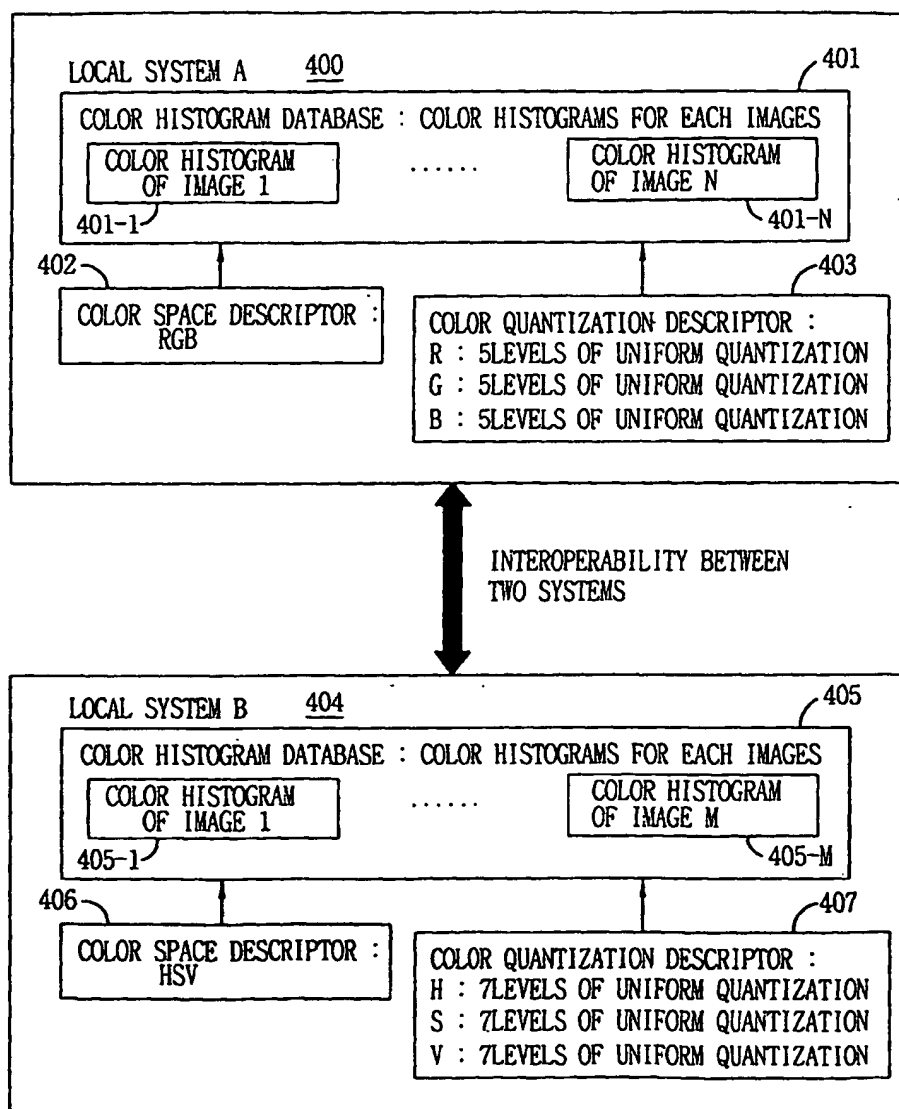 LOCAL SYSTEM A 400
401
COLOR HISTOGRAM DATABASE : COLOR HISTOGRAMS FOR EACH IMAGES
COLOR HISTOGRAM
OF IMAGE 1
......
COLOR HISTOGRAM
OF IMAGE N
401-1
401-N
402
403
COLOR SPACE DESCRIPTOR :
RGB
COLOR QUANTIZATION DESCRIPTOR :
R : 5LEVELS OF UNIFORM QUANTIZATION
G : 5LEVELS OF UNIFORM QUANTIZATION
B : 5LEVELS OF UNIFORM QUANTIZATION
INTEROPERABILITY BETWEEN
TWO SYSTEMS
LOCAL SYSTEM B 404
405
COLOR HISTOGRAM DATABASE : COLOR HISTOGRAMS FOR EACH IMAGES
COLOR HISTOGRAM
OF IMAGE 1
......
COLOR HISTOGRAM
OF IMAGE M
405-1
405-M
406
407
COLOR SPACE DESCRIPTOR :
HSV
COLOR QUANTIZATION DESCRIPTOR :
H : 7LEVELS OF UNIFORM QUANTIZATION
S : 7LEVELS OF UNIFORM QUANTIZATION
V : 7LEVELS OF UNIFORM QUANTIZATION